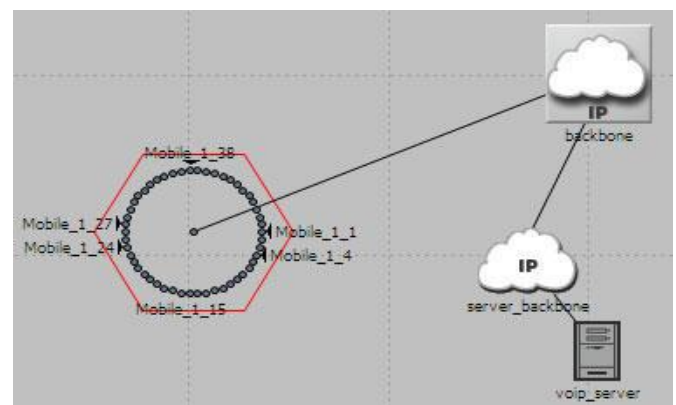 IP
backbone
Mobile_1_38
Mobile_1_27
Mobile_1_1
Mobile_1_24
Mobile_1_4
IP
Mobile_1_15
server_backbone
voip_server